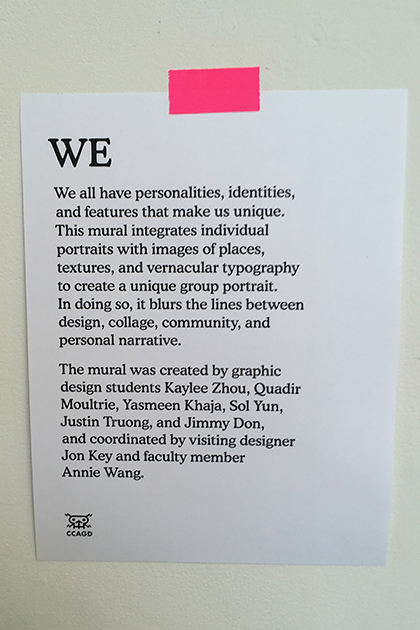 WE
We all have personalities, identities,
and features that make us unique.
This mural integrates individual
portraits with images of places,
textures, and vernacular typography
to create a unique group portrait.
In doing so, it blurs the lines between
design, collage, community, and
personal narrative.
The mural was created by graphic
design students Kaylee Zhou, Quadir
Moultrie, Yasmeen Khaja, Sol Yun,
Justin Truong, and Jimmy Don,
and coordinated by visiting designer
Jon Key and faculty member
Annie Wang.
CCAGD